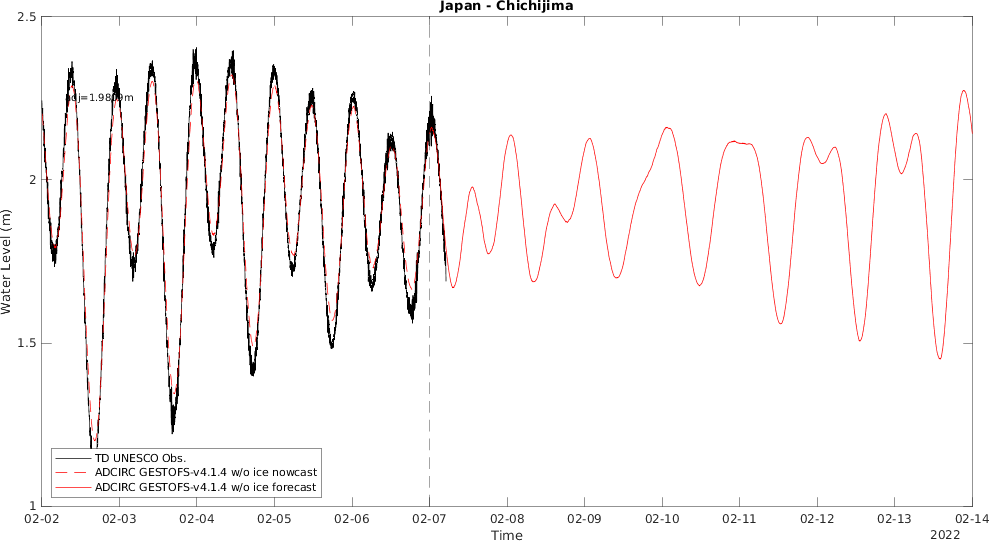 Japan - Chichijima
2.5
2
1.5
1
Water Level (m)
TD UNESCO Obs.
ADCIRC GESTOFS-v4.1.4 w/o ice nowcast
ADCIRC GESTOFS-v4.1.4 w/o ice forecast
02-02 02-03 02-04 02-05 02-06 02-07 02-08 02-09 02-10 02-11 02-12 02-13 02-14
Time
2022